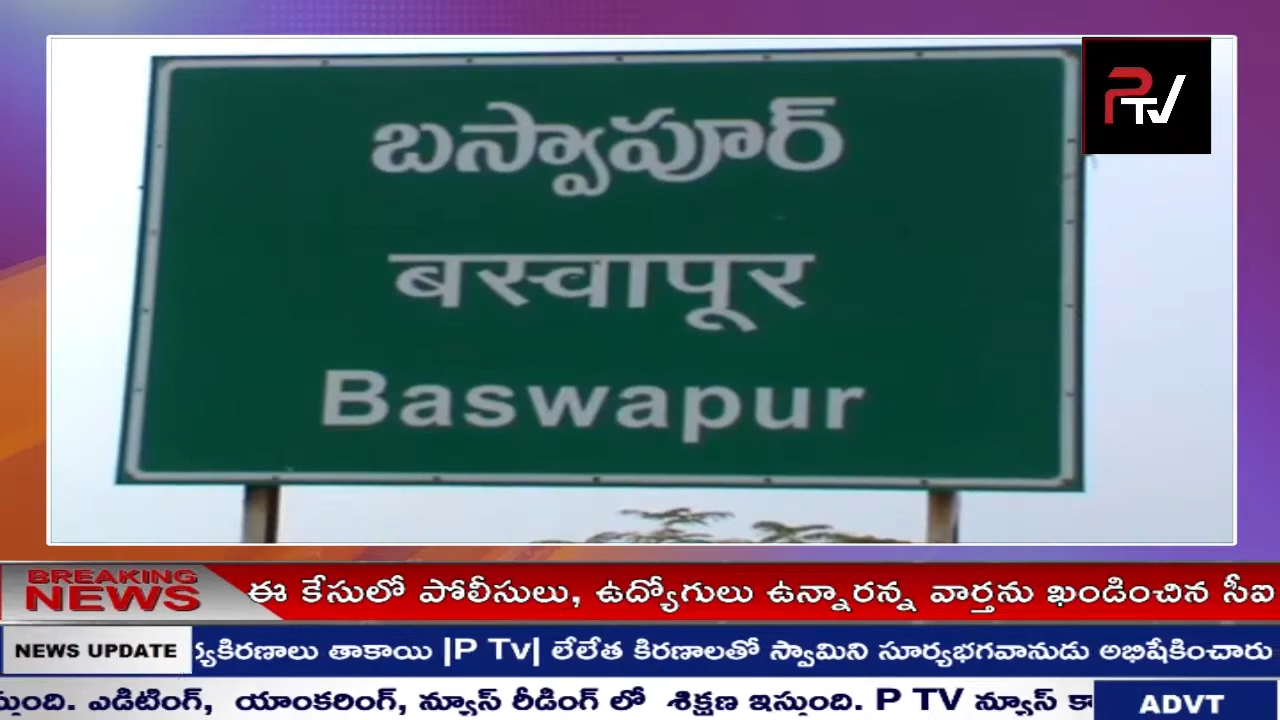 బస్వాపూర్
PTV
बस्वापूर
Baswapur
BREAKING NEWS
ఈ కేసులో పోలీసులు, ఉద్యోగులు ఉన్నారన్న వార్తను ఖండించిన సీఐ
NEWS UPDATE
తాకాయి |P Tv| లేలేత కిరణాలతో స్వామిని సూర్యభగవానుడు అభిషేకించారు
ఎడిటింగ్, యాంకరింగ్, న్యూస్ రీడింగ్ లో శిక్షణ ఇస్తుంది. P TV న్యూస్
ADVT